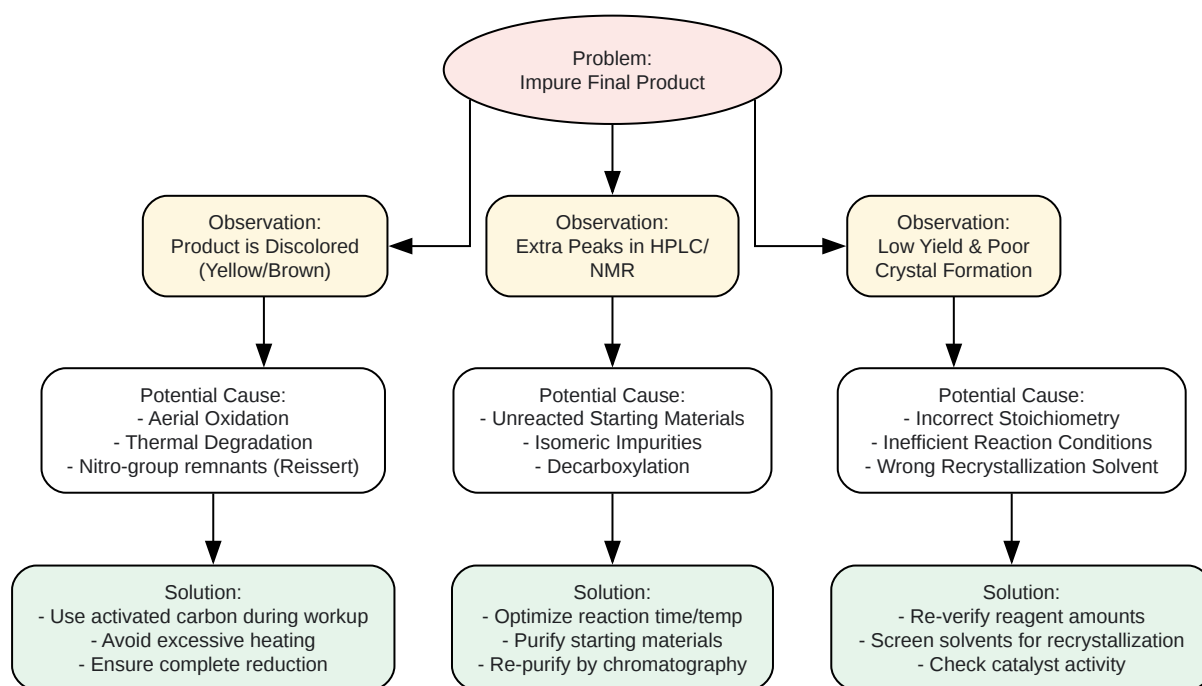 Problem:
Impure Final Product
Observation:
Product is Discolored
(Yellow/Brown)
Observation:
Extra Peaks in HPLC/
NMR
Observation:
Low Yield & Poor
Crystal Formation
Potential Cause:
- Aerial Oxidation
- Thermal Degradation
- Nitro-group remnants (Reissert)
Potential Cause:
- Unreacted Starting Materials
- Isomeric Impurities
- Decarboxylation
Potential Cause:
- Incorrect Stoichiometry
- Inefficient Reaction Conditions
- Wrong Recrystallization Solvent
Solution:
- Use activated carbon during workup
- Avoid excessive heating
- Ensure complete reduction
Solution:
- Optimize reaction time/temp
- Purify starting materials
- Re-purify by chromatography
Solution:
- Re-verify reagent amounts
- Screen solvents for recrystallization
- Check catalyst activity